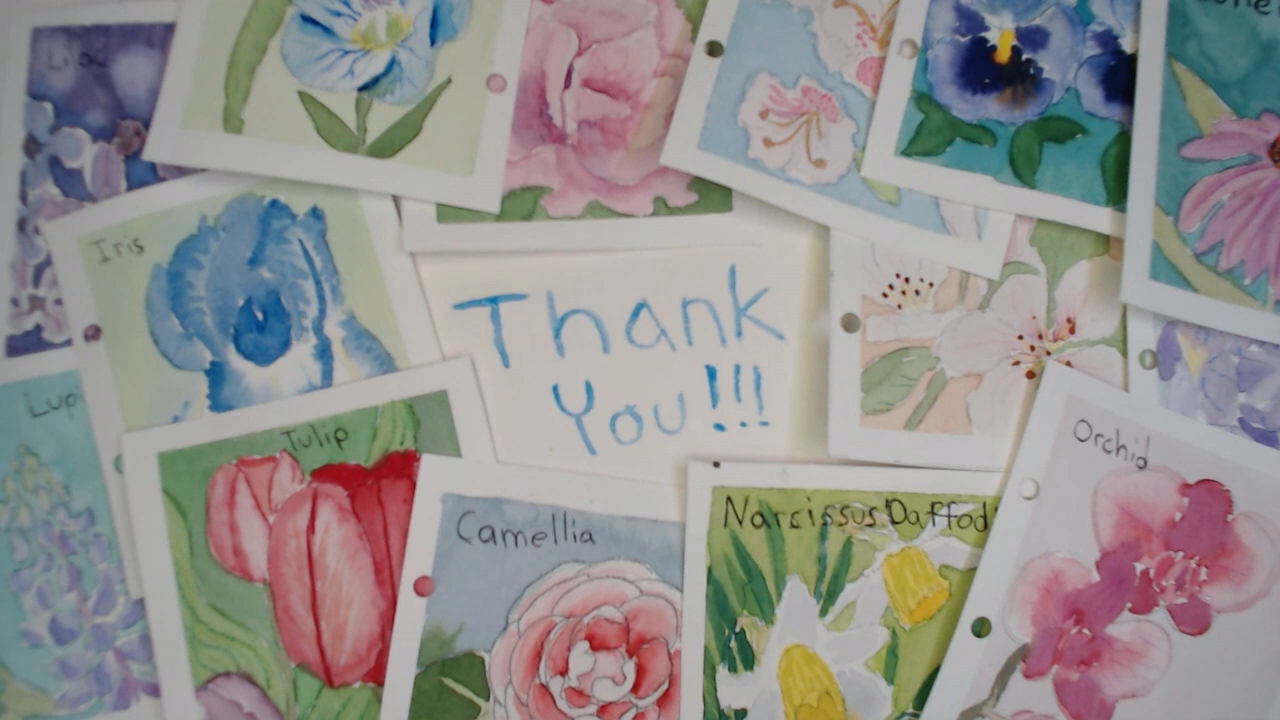 Lilac
Iris
Thank
You!!!
Lup
Tulip
Orchid
Camellia
Narcissus Daffod